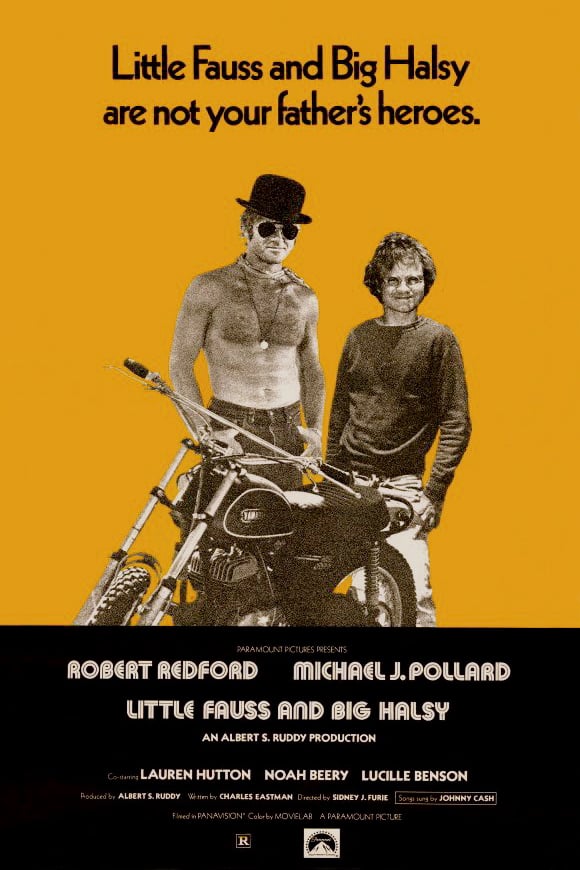 Little Fauss and Big Halsy
are not your father's heroes.
PARAMOUNT PICTURES PRESENTS
ROBERT REDFORD MICHAEL J. POLLARD
LITTLE FAUSS AND BIG HALSY
AN ALBERT S. RUDDY PRODUCTION
Co-starring LAUREN HUTTON NOAH BEERY LUCILLE BENSON
Produced by ALBERT S. RUDDY Written by CHARLES EASTMAN Directed by SIDNEY J. FURIE Songs sung by JOHNNY CASH
Filmed in PANAVISION® Color by MOVIELAB A PARAMOUNT PICTURE
R Paramount